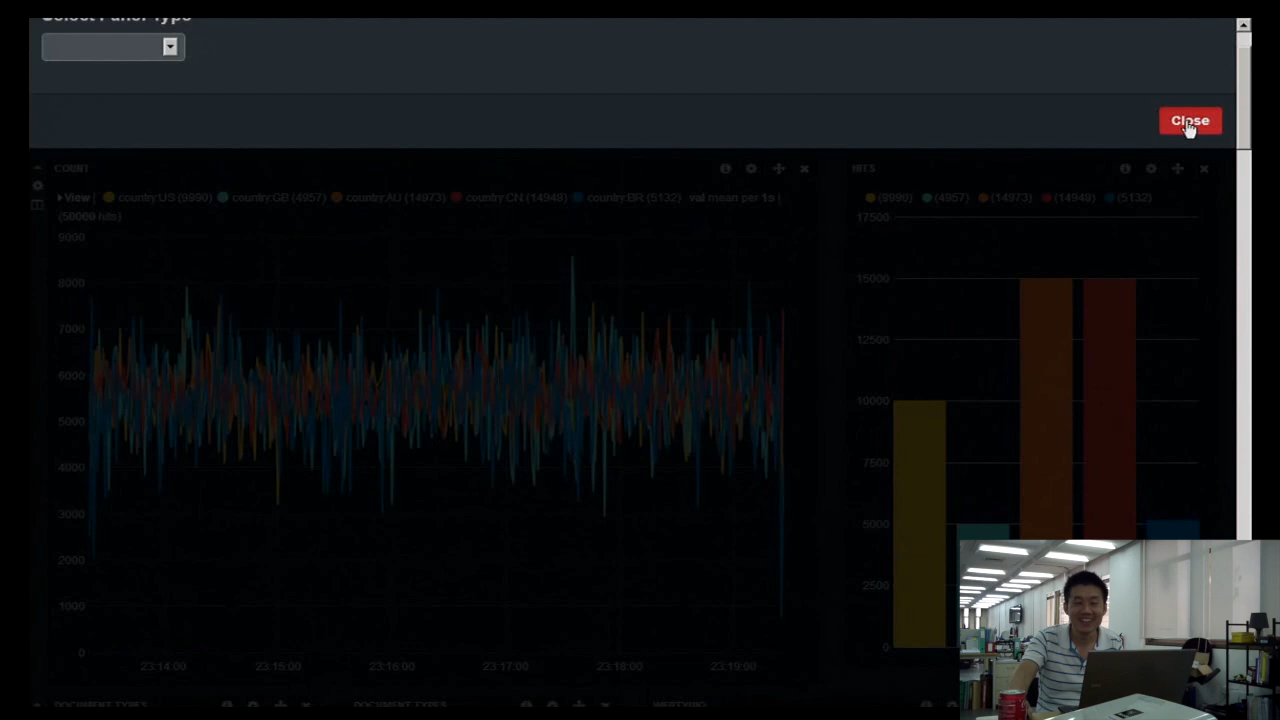 Select Panel Type
Close
COUNT
HITS
View | country:US (9990) country:GB (4957) country:AU (14973) country:CN (14948) country:BR (5132) val mean per 1s |
(50000 hits)
(9990) (4957) (14973) (14948) (5132)
9000
8000
7000
6000
5000
4000
3000
2000
1000
0
23:14:00 23:15:00 23:16:00 23:17:00 23:18:00 23:19:00
17500
15000
12500
10000
7500
5000
2500
0
DOCUMENT TYPES
DOCUMENT TYPES